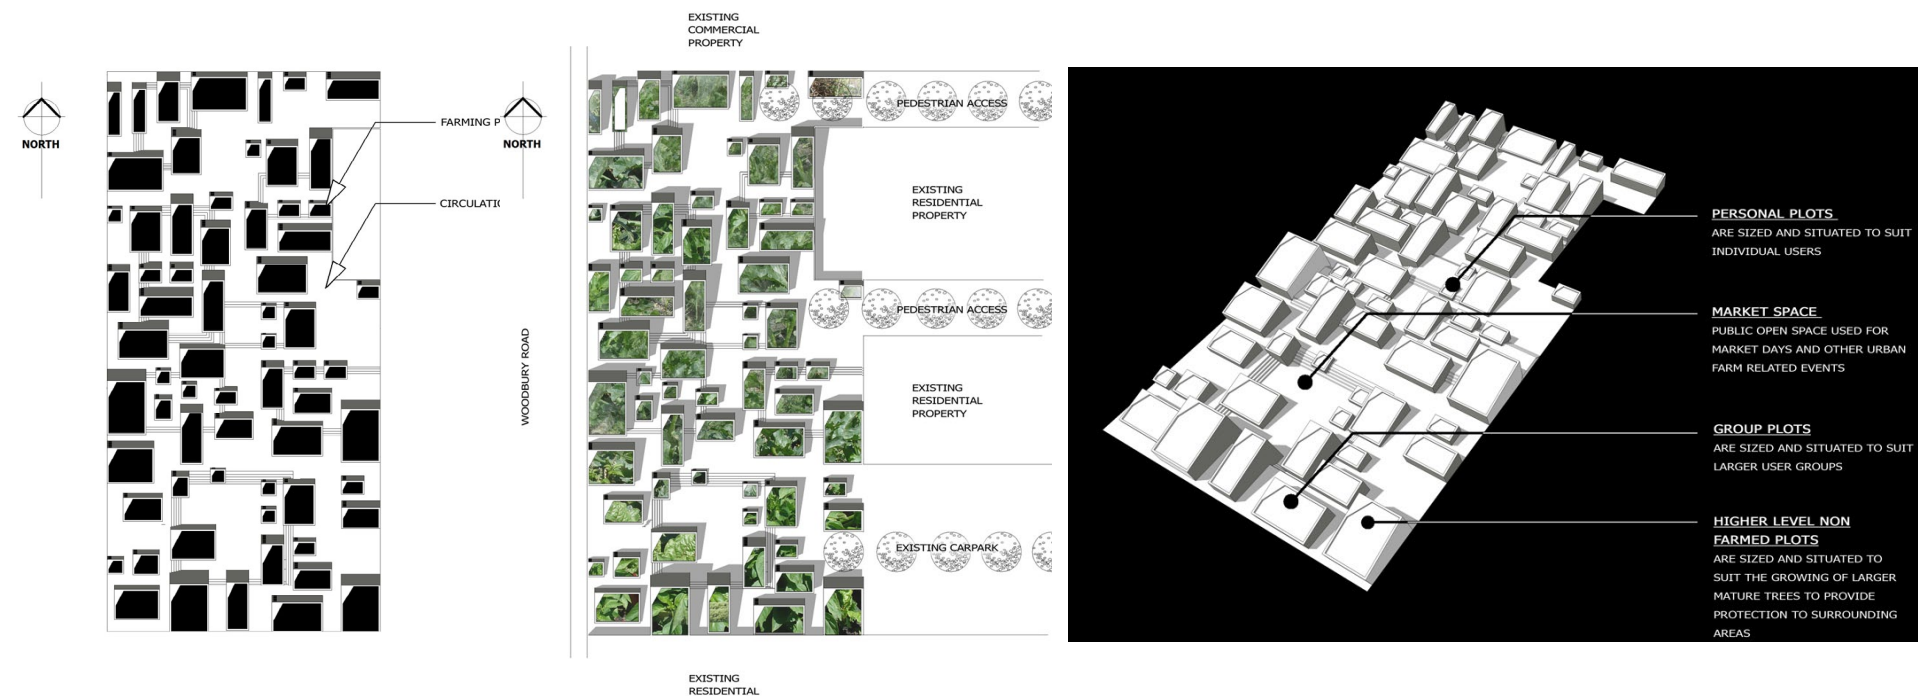 NORTH
FARMING P
CIRCULATIC
NORTH
EXISTING
COMMERCIAL
PROPERTY
PEDESTRIAN ACCESS
EXISTING
RESIDENTIAL
PROPERTY
PEDESTRIAN ACCESS
WOODBURY ROAD
EXISTING
RESIDENTIAL
PROPERTY
EXISTING CARPARK
EXISTING
RESIDENTIAL
PERSONAL PLOTS
ARE SIZED AND SITUATED TO SUIT
INDIVIDUAL USERS
MARKET SPACE
PUBLIC OPEN SPACE USED FOR
MARKET DAYS AND OTHER URBAN
FARM RELATED EVENTS
GROUP PLOTS
ARE SIZED AND SITUATED TO SUIT
LARGER USER GROUPS
HIGHER LEVEL NON
FARMED PLOTS
ARE SIZED AND SITUATED TO
SUIT THE GROWING OF LARGER
MATURE TREES TO PROVIDE
PROTECTION TO SURROUNDING
AREAS